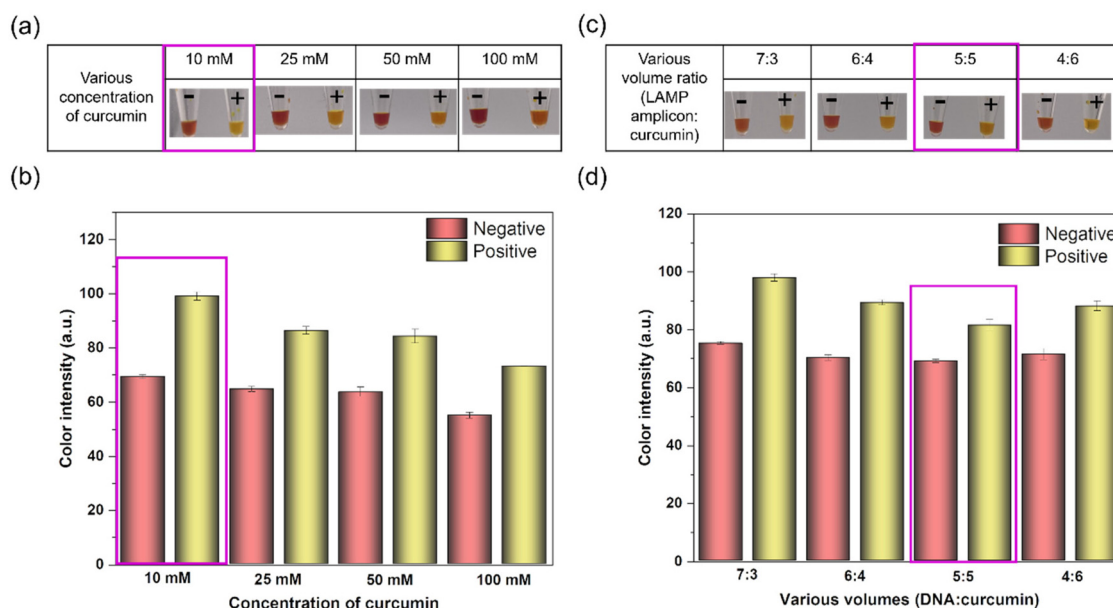 (a)
Various
concentration
of curcumin
10 mM
25 mM
50 mM
100 mM
- +
- +
- +
- +
(b)
Color intensity (a.u.)
120
100
80
60
40
20
0
Negative
Positive
10 mM
25 mM
50 mM
100 mM
Concentration of curcumin
(c)
Various
volume ratio
(LAMP
amplicon:
curcumin)
7:3
6:4
5:5
4:6
- +
- +
- +
- +
(d)
Color intensity (a.u.)
120
100
80
60
40
20
0
Negative
Positive
7:3
6:4
5:5
4:6
Various volumes (DNA:curcumin)